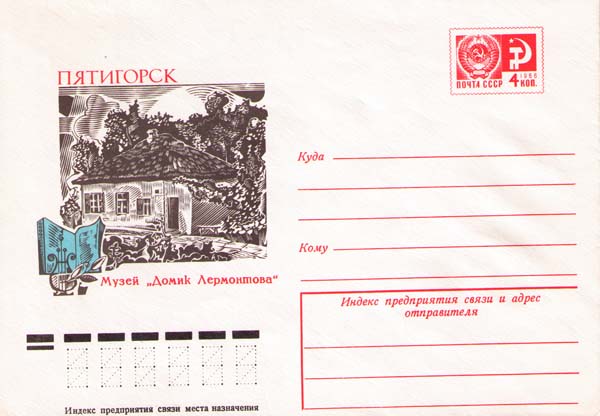 ПЯТИГОРСК
1966
ПОЧТА СССР 4 КОП.
Музей „Домик Лермонтова“
Куда
Кому
Индекс предприятия связи и адрес
отправителя
Индекс предприятия связи места назначения